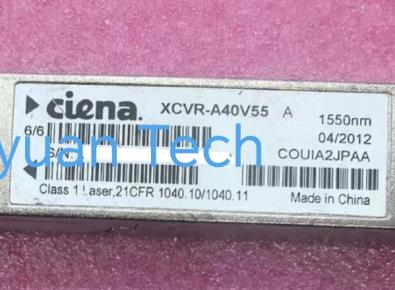 ciena. XCVR-A40V55 A 1550nm
6/6 04/2012
S/N COUIA2JPAA
yuan Tech
Class 1 Laser,21CFR 1040.10/1040.11 Made in China